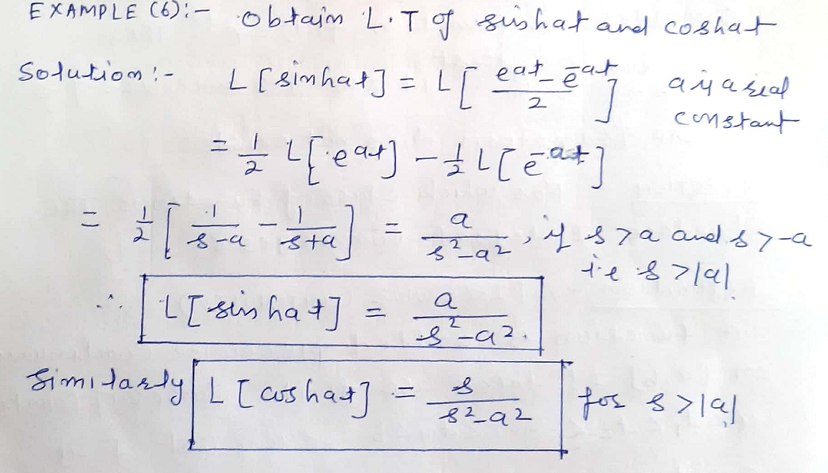 EXAMPLE (6):- Obtain L.T of sinhat and coshat
Solution:- L[sinhat] = L[ (e^at - e^-at)/2 ] a is a real constant
= 1/2 L[e^at] - 1/2 L[e^-at]
= 1/2 [ 1/(s-a) - 1/(s+a) ] = a/(s²-a²), if s>a and s>-a
i.e s>|a|.
∴ L[sinhat] = a/(s²-a²).
Similarly L[coshat] = s/(s²-a²) for s>|a|